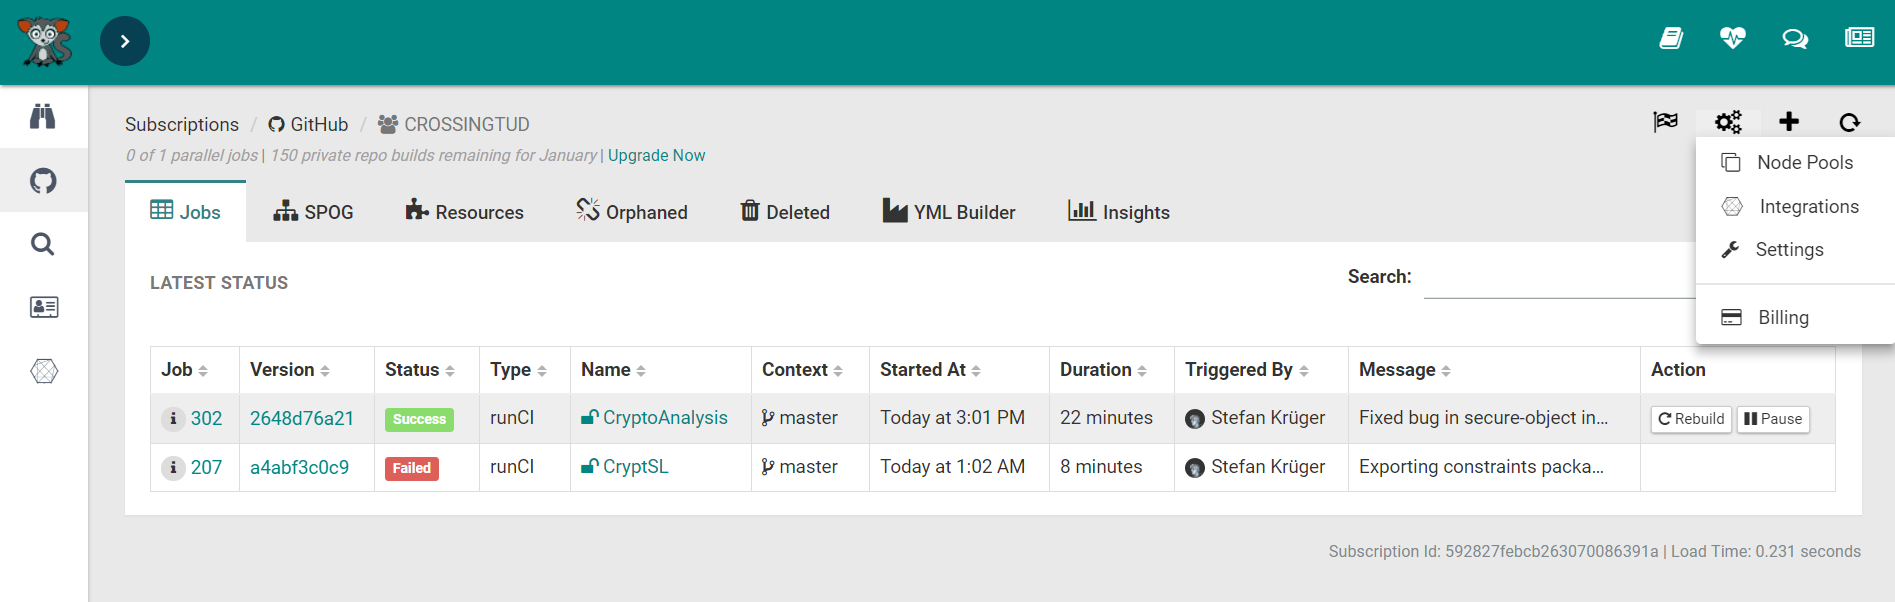 Subscriptions / GitHub / CROSSINGTUD
0 of 1 parallel jobs | 150 private repo builds remaining for January | Upgrade Now
Node Pools
Integrations
Settings
Billing
Jobs SPOG Resources Orphaned Deleted YML Builder Insights
LATEST STATUS
Search:
Job Version Status Type Name Context Started At Duration Triggered By Message Action
302 2648d76a21 Success runCI CryptoAnalysis master Today at 3:01 PM 22 minutes Stefan Krüger Fixed bug in secure-object in... Rebuild Pause
207 a4abf3c0c9 Failed runCI CryptSL master Today at 1:02 AM 8 minutes Stefan Krüger Exporting constraints packa...
Subscription Id: 592827febcb263070086391a | Load Time: 0.231 seconds